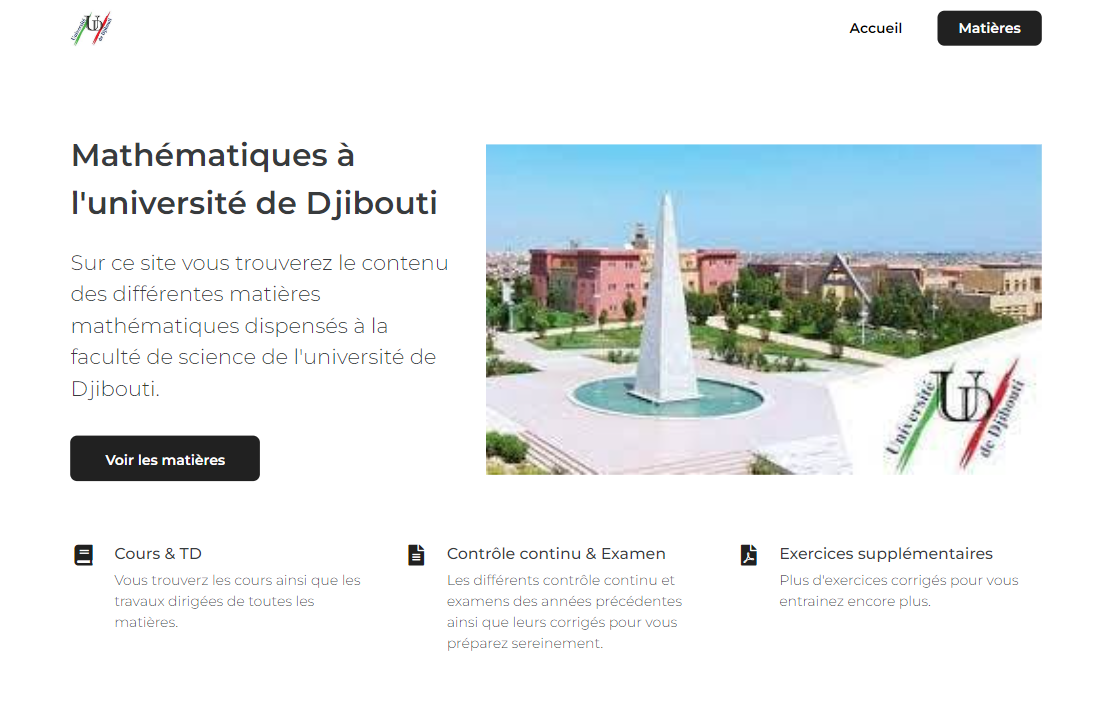 Université UD de Djibouti
Accueil
Matières
Mathématiques à
l'université de Djibouti
Sur ce site vous trouverez le contenu
des différentes matières
mathématiques dispensés à la
faculté de science de l'université de
Djibouti.
Voir les matières
Université UD de Djibouti
Cours & TD
Vous trouverz les cours ainsi que les
travaux dirigées de toutes les
matières.
Contrôle continu & Examen
Les différents contrôle continu et
examens des années précédentes
ainsi que leurs corrigés pour vous
préparez sereinement.
Exercices supplémentaires
Plus d'exercices corrigés pour vous
entrainez encore plus.